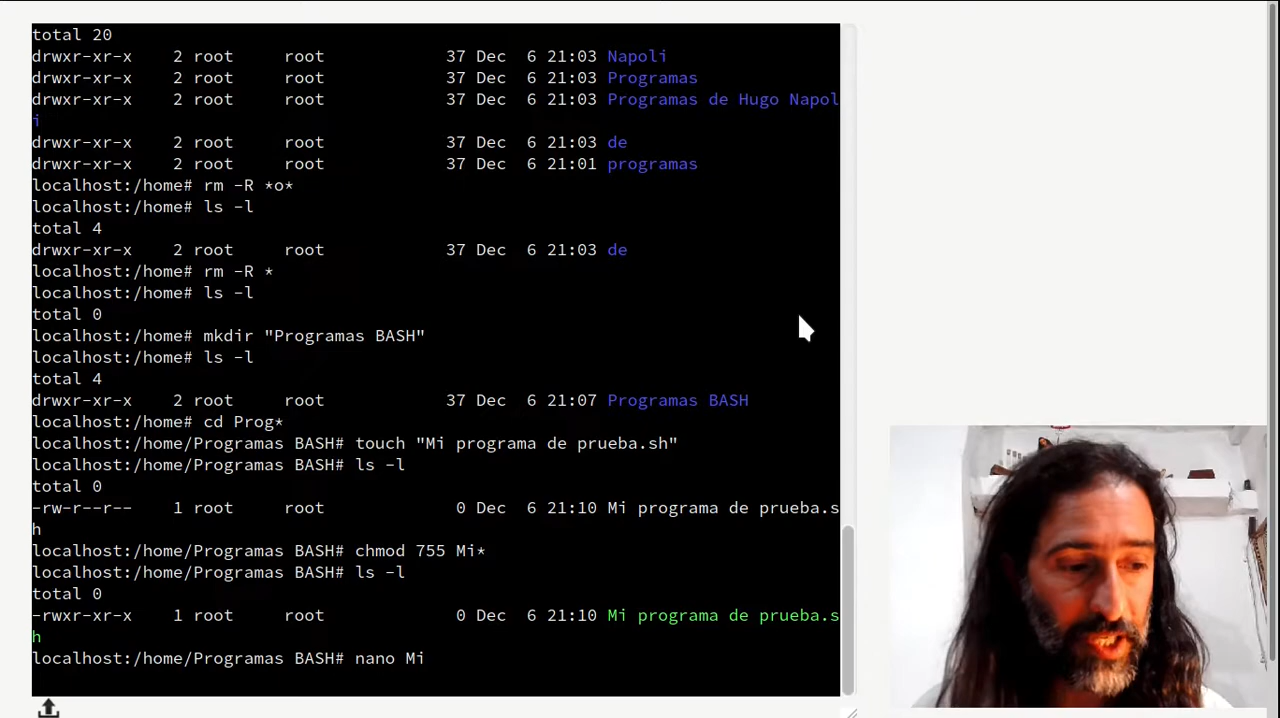 total 20
drwxr-xr-x    2 root     root            37 Dec  6 21:03 Napoli
drwxr-xr-x    2 root     root            37 Dec  6 21:03 Programas
drwxr-xr-x    2 root     root            37 Dec  6 21:03 Programas de Hugo Napol
i
drwxr-xr-x    2 root     root            37 Dec  6 21:03 de
drwxr-xr-x    2 root     root            37 Dec  6 21:01 programas
localhost:/home# rm -R *o*
localhost:/home# ls -l
total 4
drwxr-xr-x    2 root     root            37 Dec  6 21:03 de
localhost:/home# rm -R *
localhost:/home# ls -l
total 0
localhost:/home# mkdir "Programas BASH"
localhost:/home# ls -l
total 4
drwxr-xr-x    2 root     root            37 Dec  6 21:07 Programas BASH
localhost:/home# cd Prog*
localhost:/home/Programas BASH# touch "Mi programa de prueba.sh"
localhost:/home/Programas BASH# ls -l
total 0
-rw-r--r--    1 root     root             0 Dec  6 21:10 Mi programa de prueba.s
h
localhost:/home/Programas BASH# chmod 755 Mi*
localhost:/home/Programas BASH# ls -l
total 0
-rwxr-xr-x    1 root     root             0 Dec  6 21:10 Mi programa de prueba.s
h
localhost:/home/Programas BASH# nano Mi